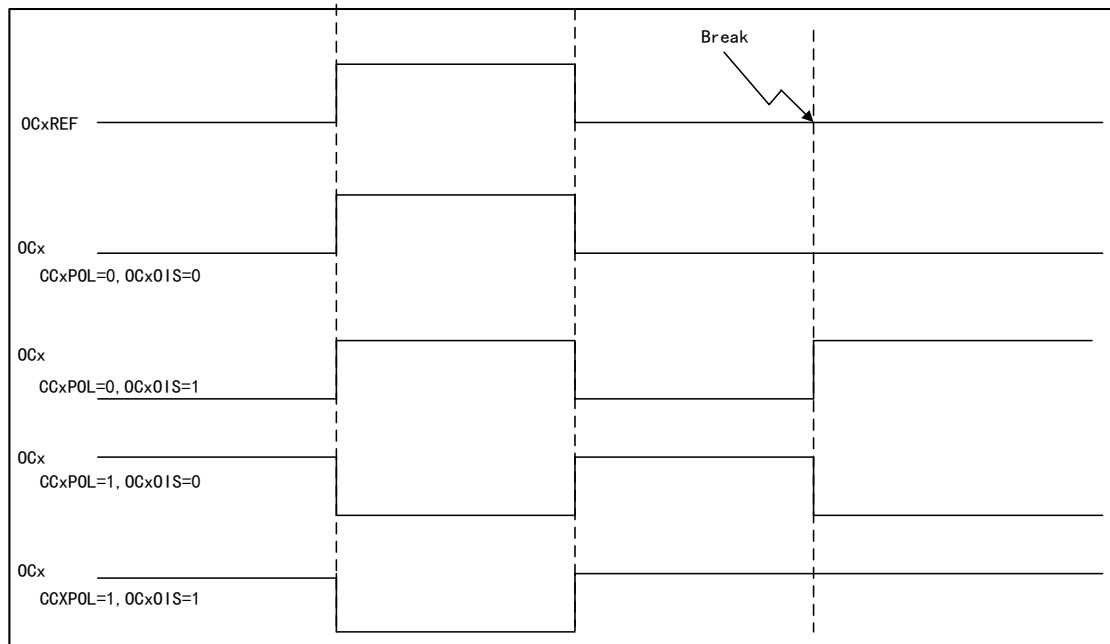 Break
OCxREF
OCx
CCxPOL=0,OCxOIS=0
OCx
CCxPOL=0,OCxOIS=1
OCx
CCxPOL=1,OCxOIS=0
OCx
CCXPOL=1,OCxOIS=1